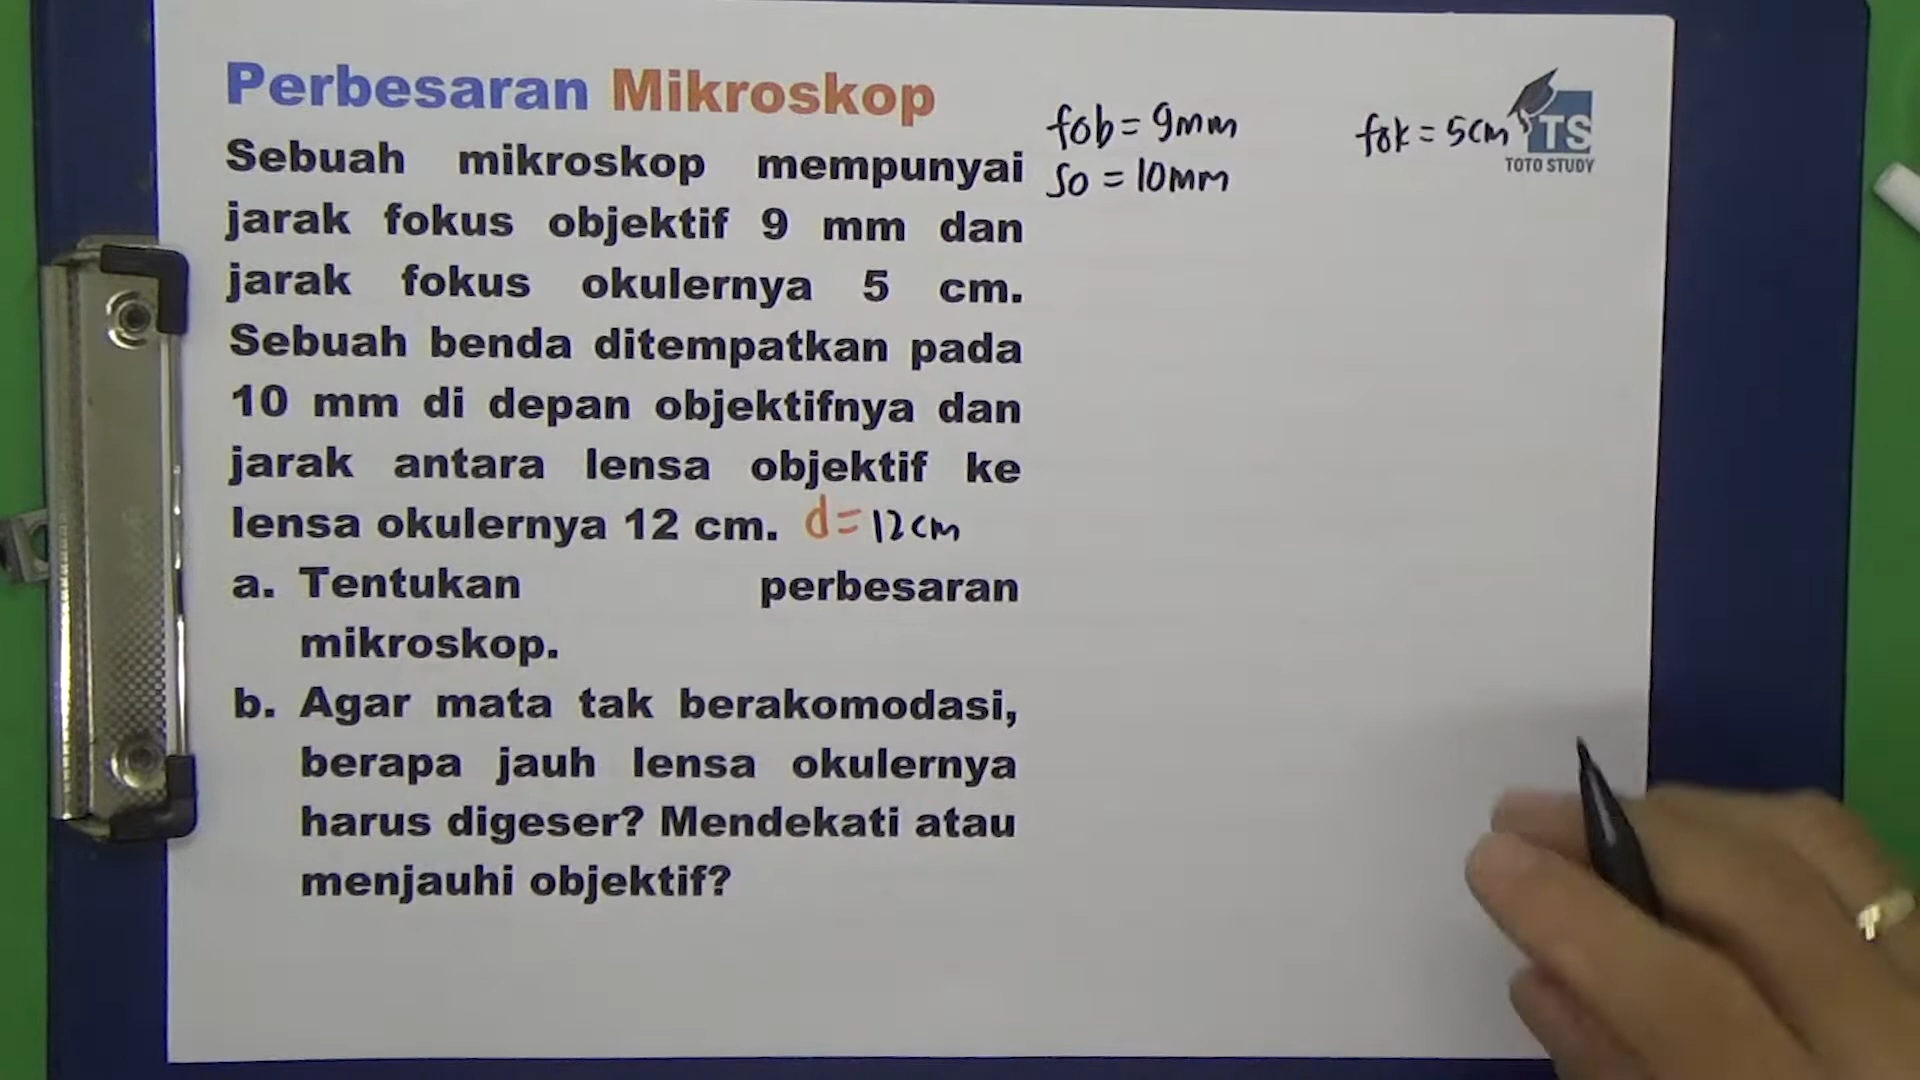 Perbesaran Mikroskop
Sebuah mikroskop mempunyai
jarak fokus objektif 9 mm dan
jarak fokus okulernya 5 cm.
Sebuah benda ditempatkan pada
10 mm di depan objektifnya dan
jarak antara lensa objektif ke
lensa okulernya 12 cm. d = 12 cm
a. Tentukan perbesaran
mikroskop.
b. Agar mata tak berakomodasi,
berapa jauh lensa okulernya
harus digeser? Mendekati atau
menjauhi objektif?
fob = 9mm
so = 10mm
fok = 5cm
TS
TOTO STUDY